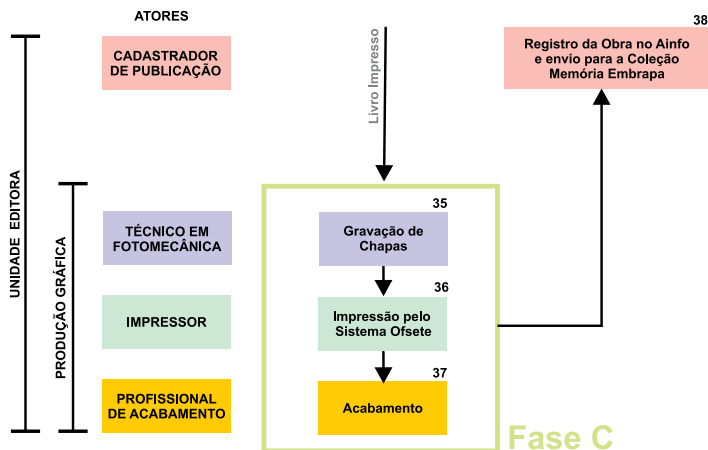 ATORES
38
CADASTRADOR
DE PUBLICAÇÃO
Registro da Obra no Ainfo
e envio para a Coleção
Memória Embrapa
Livro Impresso
UNIDADE EDITORA
PRODUÇÃO GRÁFICA
35
TÉCNICO EM
FOTOMECÂNICA
Gravação de
Chapas
36
IMPRESSOR
Impressão pelo
Sistema Ofsete
37
PROFISSIONAL
DE ACABAMENTO
Acabamento
Fase C